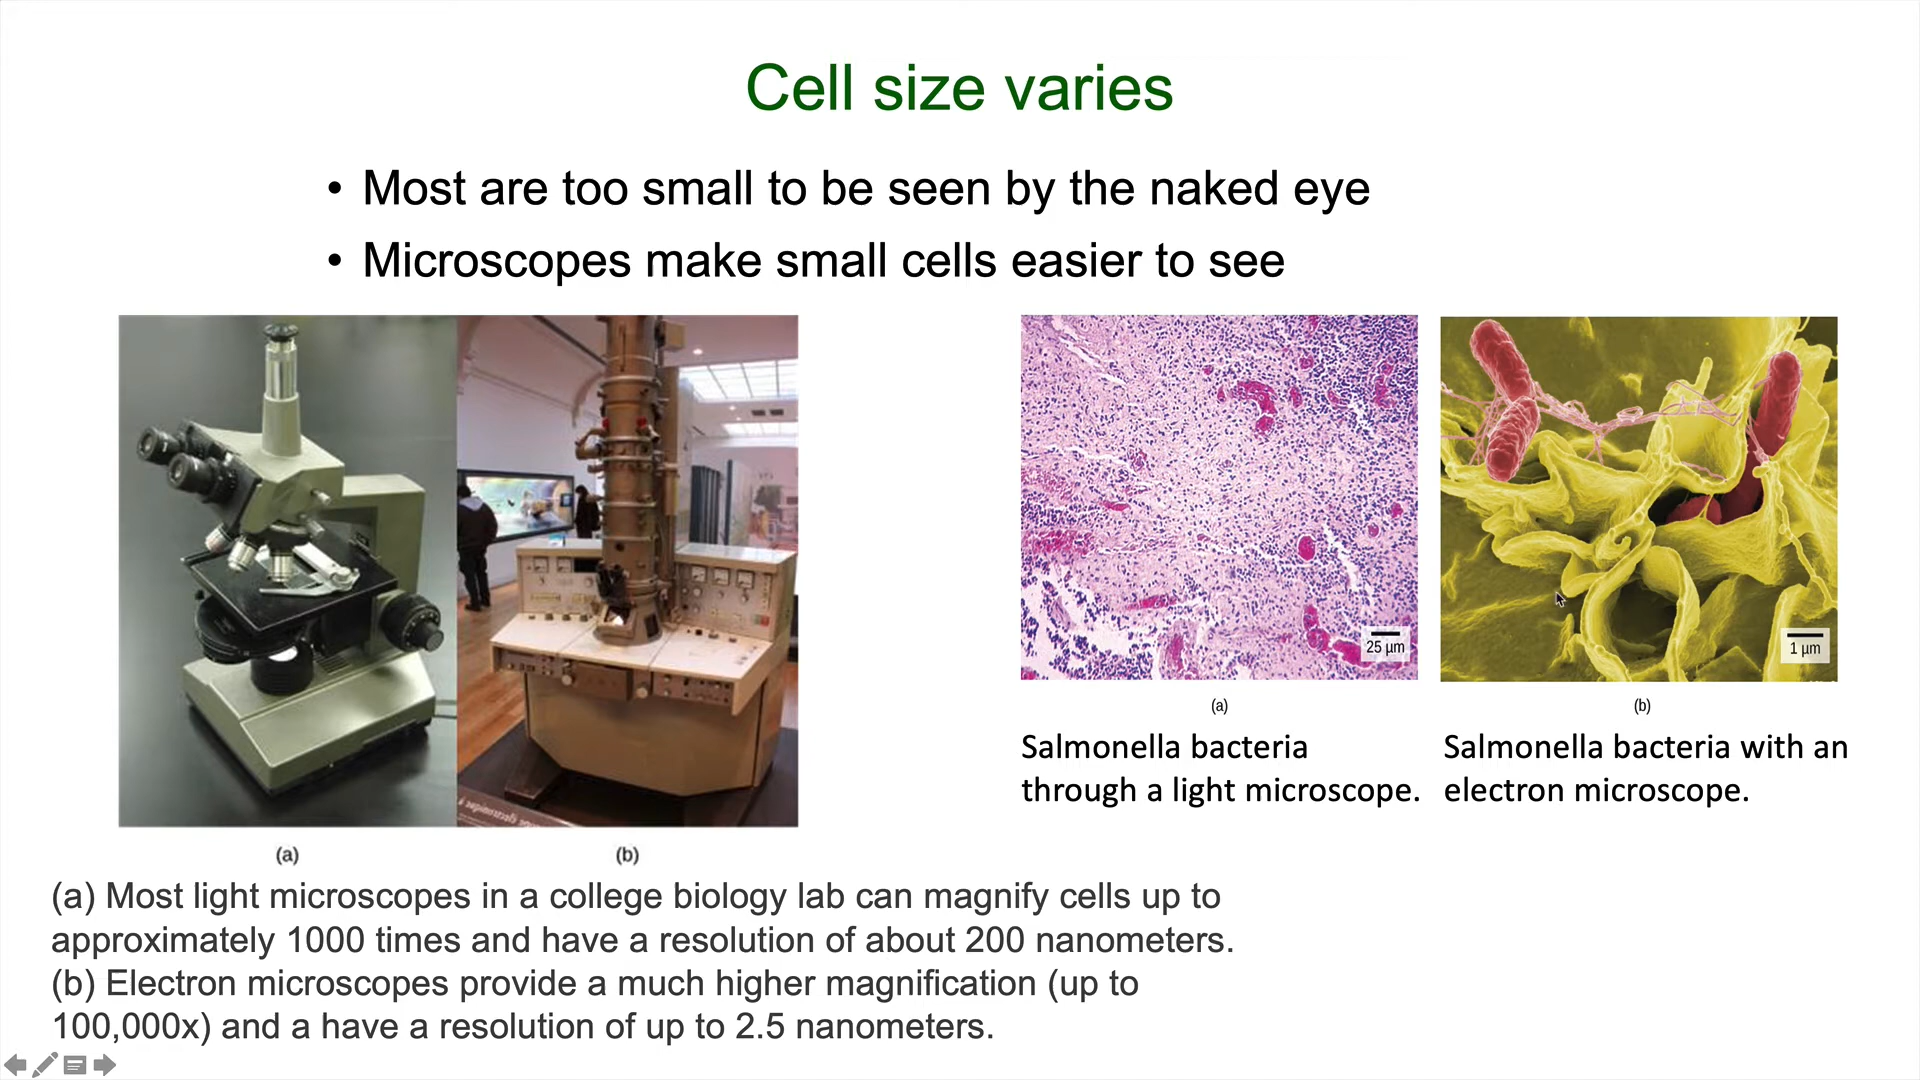 Cell size varies
• Most are too small to be seen by the naked eye
• Microscopes make small cells easier to see
25 µm
1 µm
(a)
(b)
Salmonella bacteria
through a light microscope.
Salmonella bacteria with an
electron microscope.
(a)
(b)
(a) Most light microscopes in a college biology lab can magnify cells up to
approximately 1000 times and have a resolution of about 200 nanometers.
(b) Electron microscopes provide a much higher magnification (up to
100,000x) and a have a resolution of up to 2.5 nanometers.